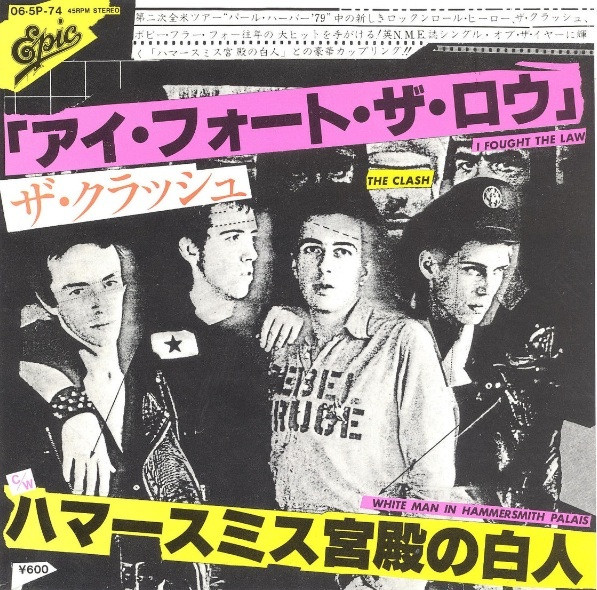 06・5P-74 45RPM STEREO
Epic
第二次全米ツアー“パール・ハーバー'79”中の新しきロックンロール・ヒーロー、ザ・クラッシュ、
ボビー・フラー・フォー往年の大ヒットを手がける!英N.M.E.誌シングル・オブ・ザ・イヤーに輝
く「ハマースミス宮殿の白人」との豪華カップリング!!
「アイ・フォート・ザ・ロウ」
I FOUGHT THE LAW
THE CLASH
ザ・クラッシュ
REBEL
ROUGE
C/W
WHITE MAN IN HAMMERSMITH PALAIS
ハマースミス宮殿の白人
¥600